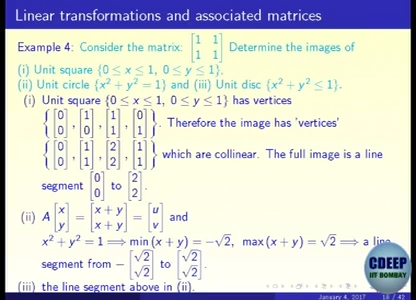 Linear transformations and associated matrices
Example 4: Consider the matrix: [1 1; 1 1] Determine the images of
(i) Unit square {0 ≤ x ≤ 1, 0 ≤ y ≤ 1},
(ii) Unit circle {x² + y² = 1} and (iii) Unit disc {x² + y² ≤ 1}.
(i) Unit square {0 ≤ x ≤ 1, 0 ≤ y ≤ 1} has vertices
{[0; 0], [1; 0], [1; 1], [0; 1]}. Therefore the image has 'vertices'
{[0; 0], [1; 1], [2; 2], [1; 1]} which are collinear. The full image is a line
segment [0; 0] to [2; 2].
(ii) A [x; y] = [x + y; x + y] = [u; v] and
x² + y² = 1 ⟹ min (x + y) = −√2, max (x + y) = √2 ⟹ a line
segment from − [√2; √2] to [√2; √2].
(iii) the line segment above in (ii).
CDEEP
IIT BOMBAY
January 4, 2017 18 / 43